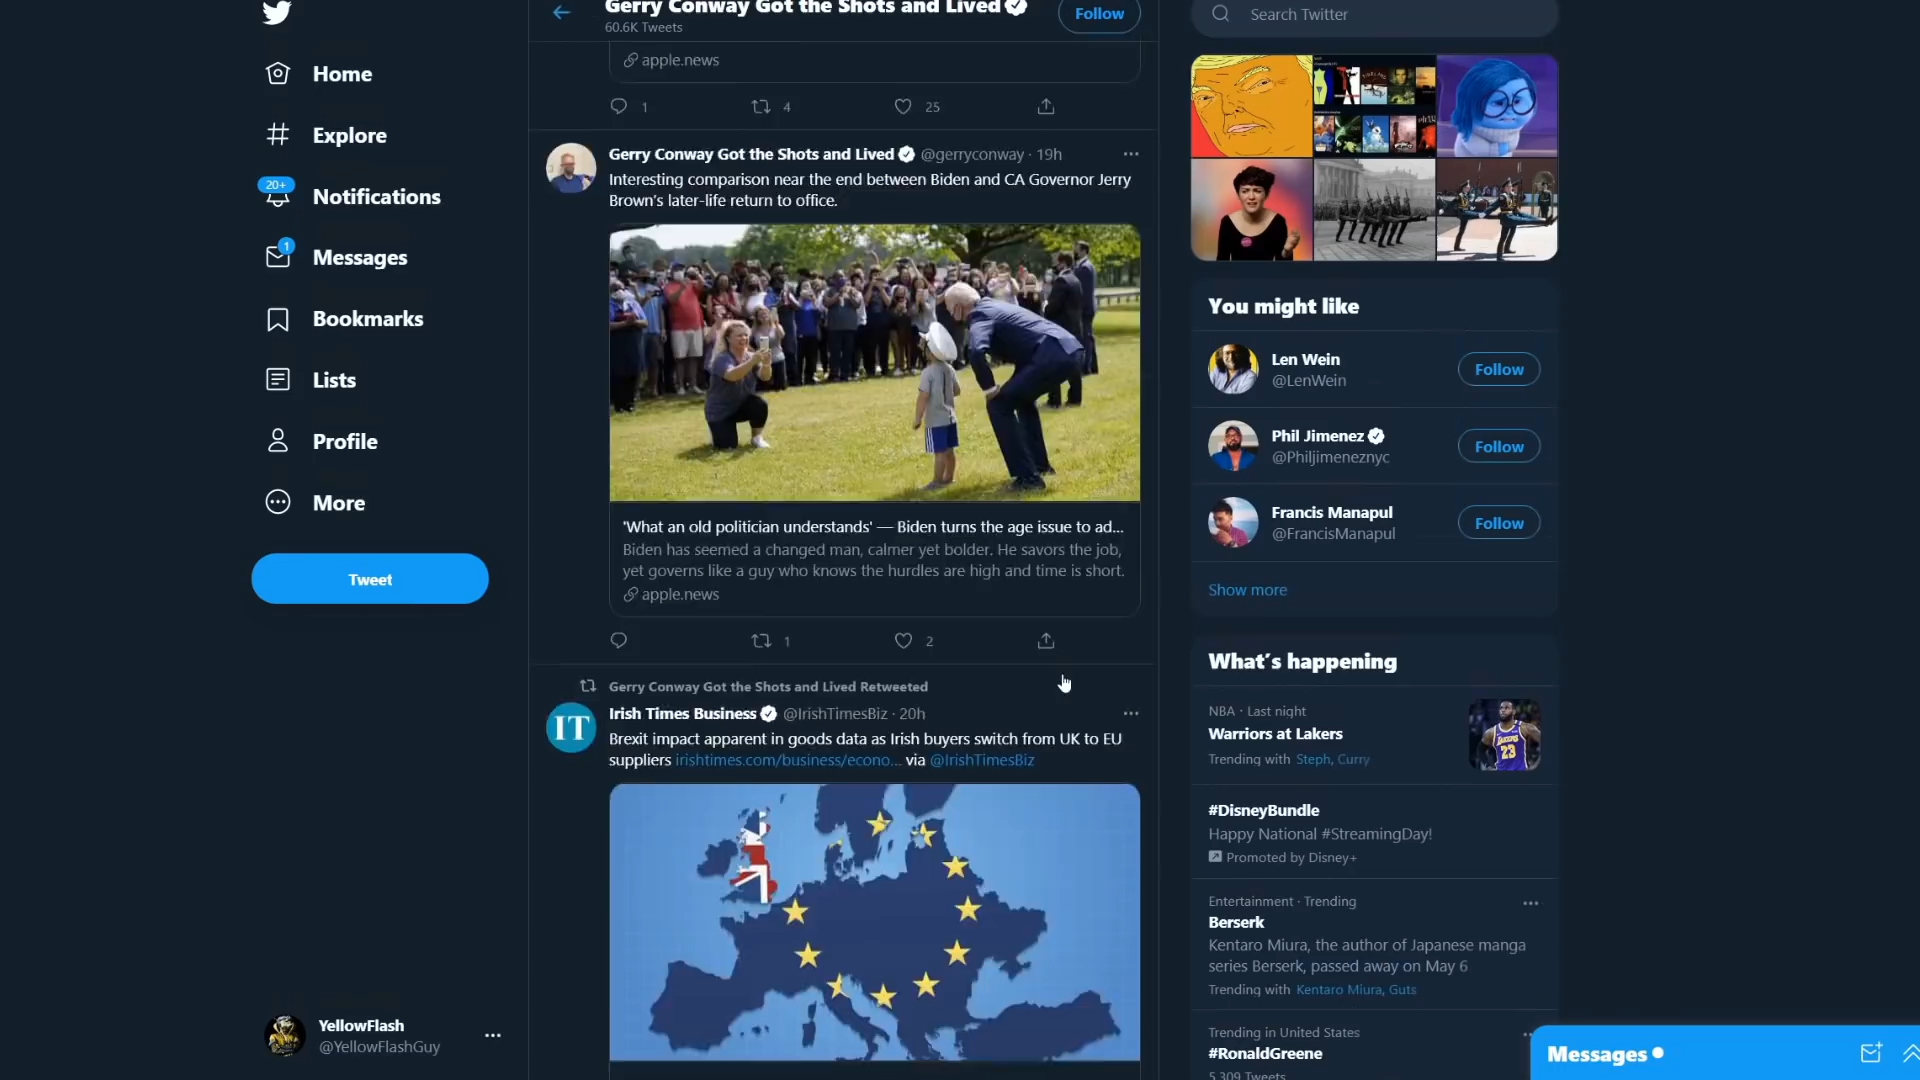 Home
Explore
20+
Notifications
1
Messages
Bookmarks
Lists
Profile
More
Tweet
YellowFlash
@YellowFlashGuy
Gerry Conway Got the Shots and Lived
60.6K Tweets
Follow
apple.news
1 4 25
Gerry Conway Got the Shots and Lived @gerryconway · 19h
Interesting comparison near the end between Biden and CA Governor Jerry
Brown's later-life return to office.
'What an old politician understands' — Biden turns the age issue to ad...
Biden has seemed a changed man, calmer yet bolder. He savors the job,
yet governs like a guy who knows the hurdles are high and time is short.
apple.news
1 2
Gerry Conway Got the Shots and Lived Retweeted
IT
Irish Times Business @IrishTimesBiz · 20h
Brexit impact apparent in goods data as Irish buyers switch from UK to EU
suppliers irishtimes.com/business/econo... via @IrishTimesBiz
Search Twitter
You might like
Len Wein
@LenWein
Follow
Phil Jimenez
@Philjimeneznyc
Follow
Francis Manapul
@FrancisManapul
Follow
Show more
What's happening
NBA · Last night
Warriors at Lakers
Trending with Steph, Curry
23
#DisneyBundle
Happy National #StreamingDay!
Promoted by Disney+
Entertainment · Trending
Berserk
Kentaro Miura, the author of Japanese manga
series Berserk, passed away on May 6
Trending with Kentaro Miura, Guts
Trending in United States
#RonaldGreene
5,309 Tweets
Messages